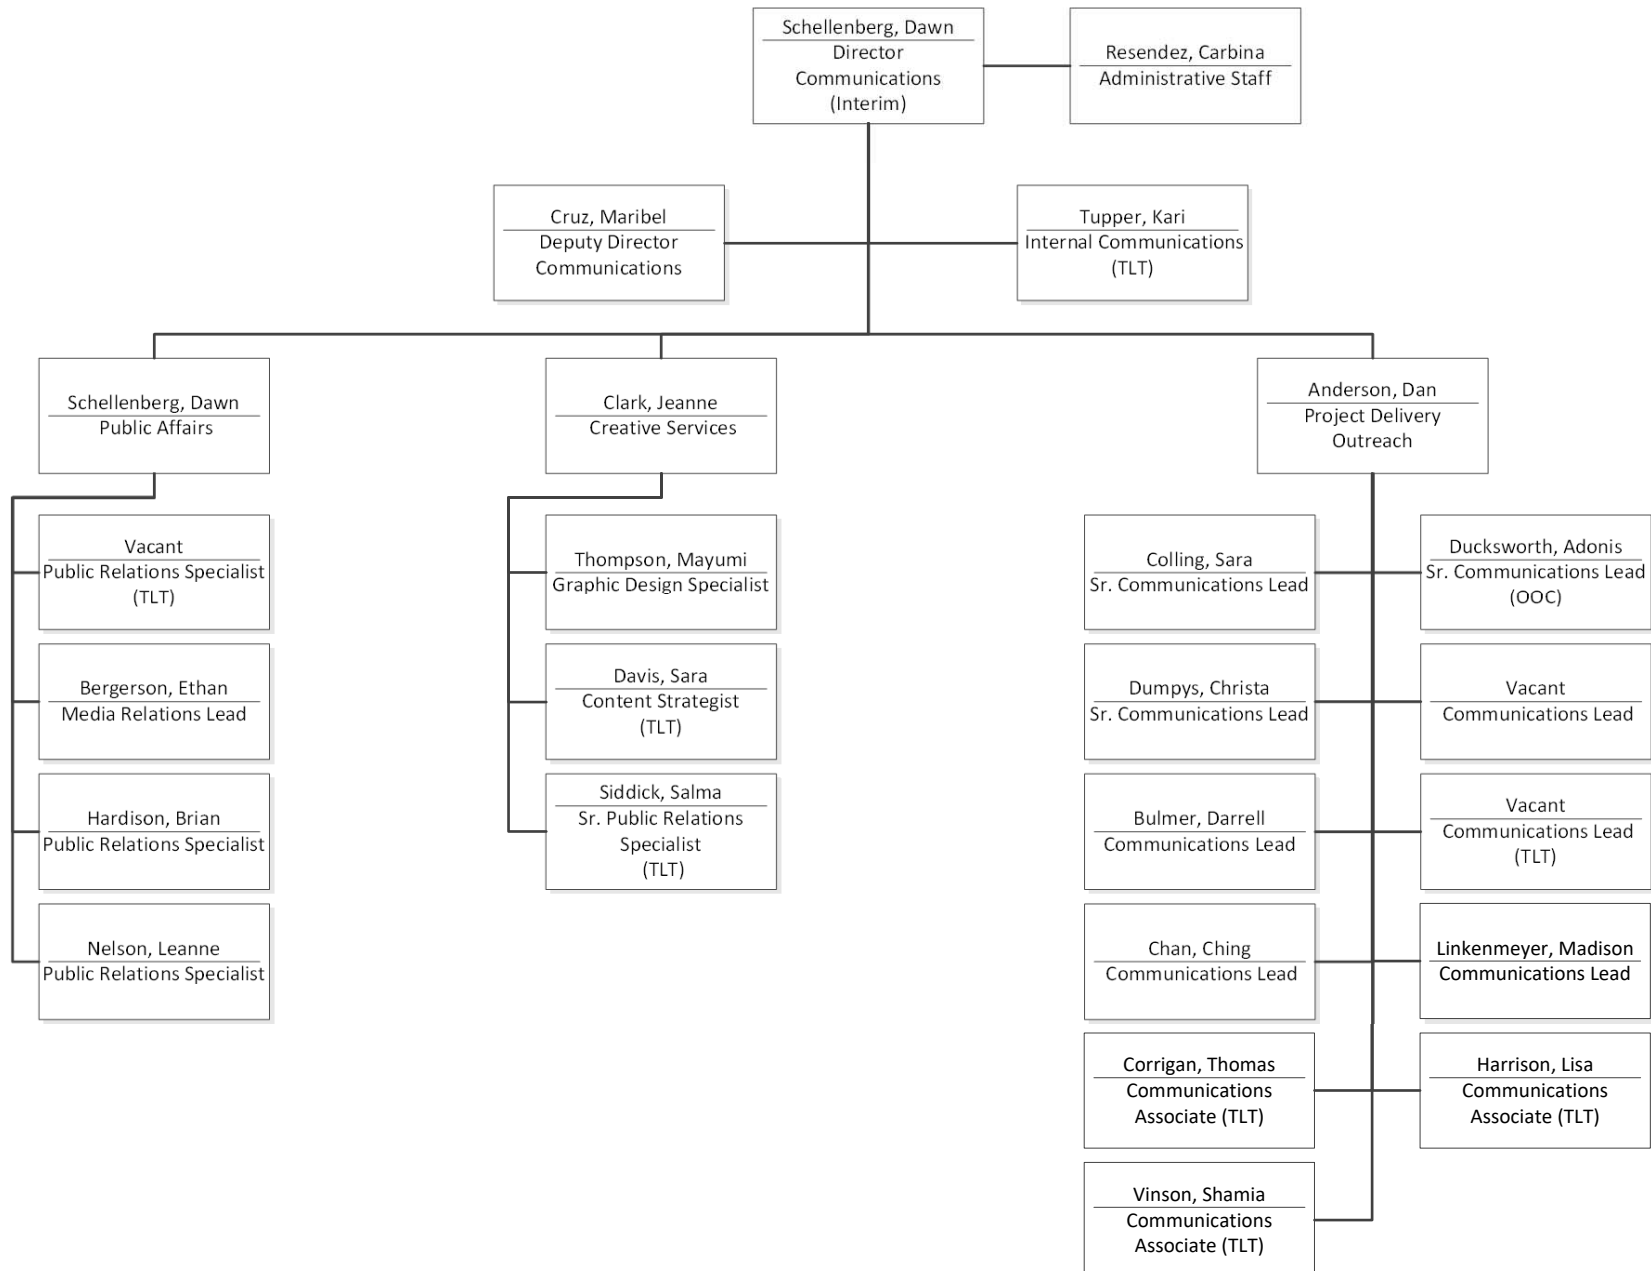 Schellenberg, Dawn
Director
Communications
(Interim)
Resendez, Carbina
Administrative Staff
Cruz, Maribel
Deputy Director
Communications
Tupper, Kari
Internal Communications
(TLT)
Schellenberg, Dawn
Public Affairs
Clark, Jeanne
Creative Services
Anderson, Dan
Project Delivery
Outreach
Vacant
Public Relations Specialist
(TLT)
Bergerson, Ethan
Media Relations Lead
Hardison, Brian
Public Relations Specialist
Nelson, Leanne
Public Relations Specialist
Thompson, Mayumi
Graphic Design Specialist
Davis, Sara
Content Strategist
(TLT)
Siddick, Salma
Sr. Public Relations
Specialist
(TLT)
Colling, Sara
Sr. Communications Lead
Ducksworth, Adonis
Sr. Communications Lead
(OOC)
Dumpys, Christa
Sr. Communications Lead
Vacant
Communications Lead
Bulmer, Darrell
Communications Lead
Vacant
Communications Lead
(TLT)
Chan, Ching
Communications Lead
Linkenmeyer, Madison
Communications Lead
Corrigan, Thomas
Communications
Associate (TLT)
Harrison, Lisa
Communications
Associate (TLT)
Vinson, Shamia
Communications
Associate (TLT)